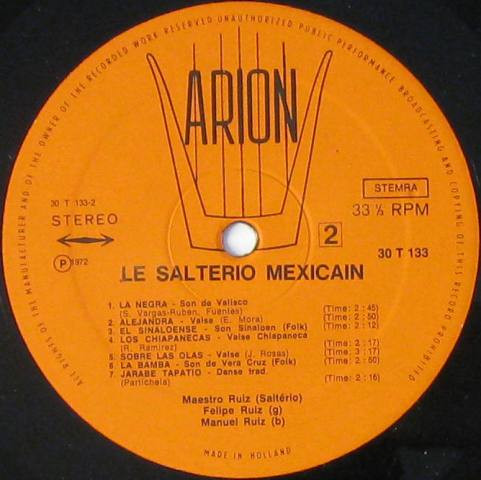 ALL RIGHTS OF THE MANUFACTURER AND OF THE OWNER OF THE RECORDED WORK RESERVED UNAUTHORIZED PUBLIC PERFORMANCE BROADCASTING AND COPYING OF THIS RECORD PROHIBITED
ARION
30 T 133-2
STEREO
STEMRA
33⅓ RPM
2
30 T 133
P 1972
LE SALTERIO MEXICAIN
1. LA NEGRA - Son de Valisco (Time: 2 : 45)
(S. Vargas-Ruben, Fuentes)
2. ALEJANDRA - Valse (E. Mora) (Time: 2 : 50)
3. EL SINALOENSE - Son Sinaloen (Folk) (Time: 2 : 12)
4. LOS CHIAPANECAS - Valse Chiapaneca (Time: 2 : 17)
(R. Ramirez)
5. SOBRE LAS OLAS - Valse (J. Rosas) (Time: 3 : 17)
6. LA BAMBA - Son de Vera Cruz (Folk) (Time: 2 : 50)
7. JARABE TAPATIO - Danse trad. (Time: 2 : 16)
(Partichela)
Maestro Ruiz (Saltério)
Felipe Ruiz (g)
Manuel Ruiz (b)
MADE IN HOLLAND